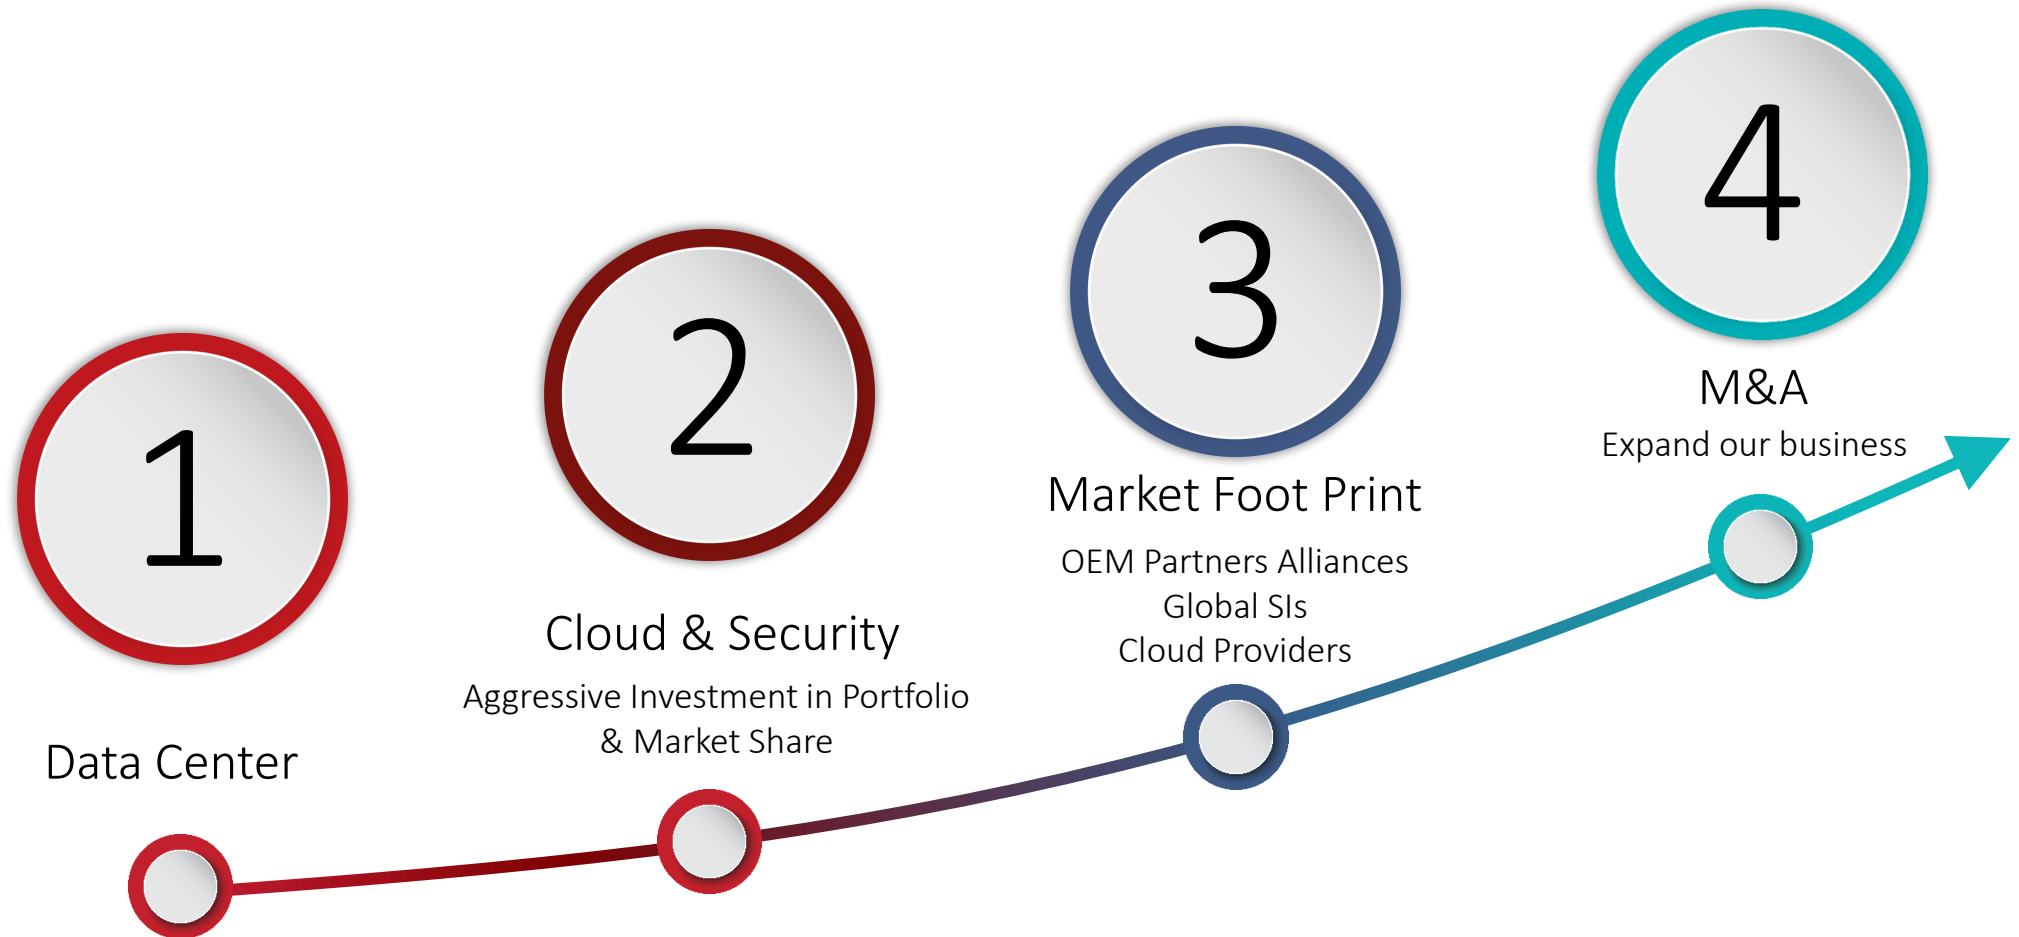 1
Data Center
2
Cloud & Security
Aggressive Investment in Portfolio
& Market Share
3
Market Foot Print
OEM Partners Alliances
Global SIs
Cloud Providers
4
M&A
Expand our business